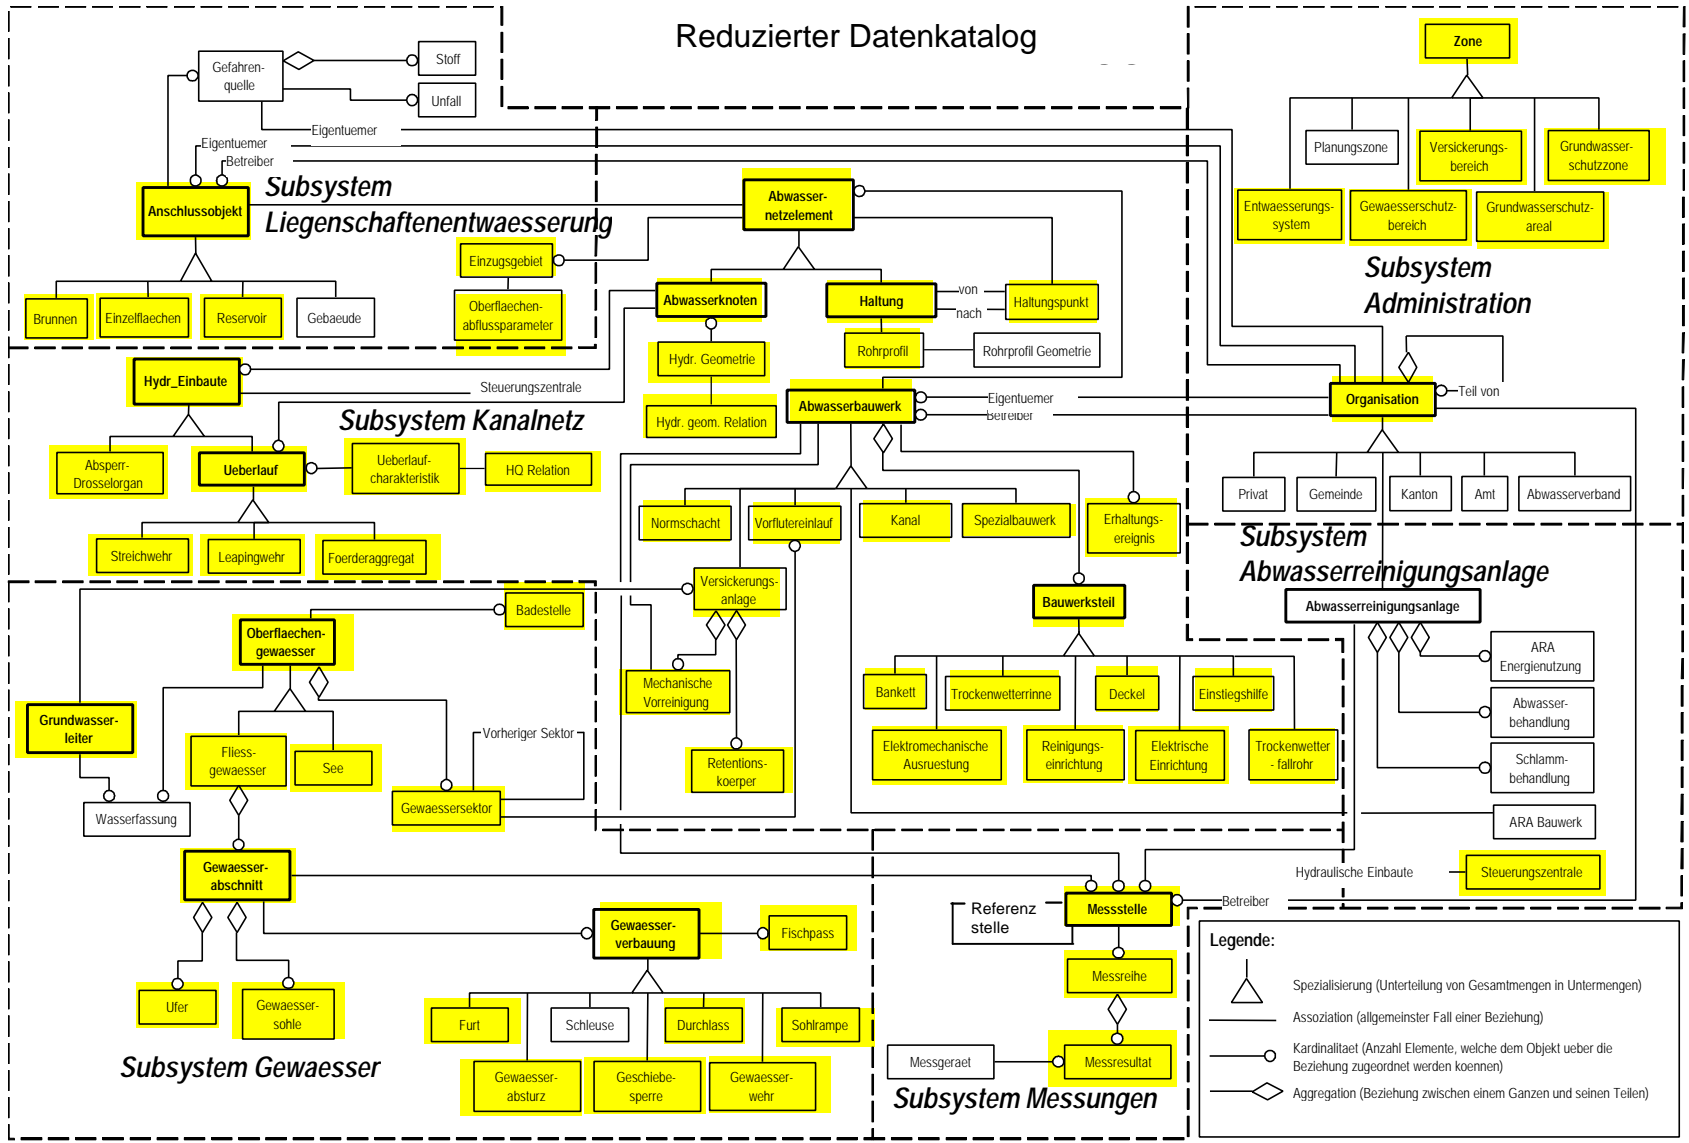 Reduzierter Datenkatalog
Gefahren-
quelle
Stoff
Unfall
Eigentuemer
Eigentuemer
Betreiber
Anschlussobjekt
Subsystem
Liegenschaftenentwaesserung
Brunnen
Einzelflaechen
Reservoir
Gebaeude
Einzugsgebiet
Oberflaechen-
abflussparameter
Abwasser-
netzelement
Abwasserknoten
Haltung
von
nach
Haltungspunkt
Hydr. Geometrie
Rohrprofil
Rohrprofil Geometrie
Hydr. geom. Relation
Zone
Planungszone
Versickerungs-
bereich
Grundwasser-
schutzzone
Entwaesserungs-
system
Gewaesserschutz-
bereich
Grundwasserschutz-
areal
Subsystem
Administration
Hydr_Einbaute
Steuerungszentrale
Subsystem Kanalnetz
Absperr-
Drosselorgan
Ueberlauf
Ueberlauf-
charakteristik
HQ Relation
Streichwehr
Leapingwehr
Foerderaggregat
Abwasserbauwerk
Eigentuemer
Betreiber
Organisation
Teil von
Privat
Gemeinde
Kanton
Amt
Abwasserverband
Normschacht
Vorflutereinlauf
Kanal
Spezialbauwerk
Erhaltungs-
ereignis
Versickerungs-
anlage
Mechanische
Vorreinigung
Retentions-
koerper
Bauwerksteil
Bankett
Trockenwetterrinne
Deckel
Einstiegshilfe
Elektromechanische
Ausruestung
Reinigungs-
einrichtung
Elektrische
Einrichtung
Trockenwetter
- fallrohr
Subsystem
Abwasserreinigungsanlage
Abwasserreinigungsanlage
ARA
Energienutzung
Abwasser-
behandlung
Schlamm-
behandlung
ARA Bauwerk
Hydraulische Einbaute
Steuerungszentrale
Badestelle
Oberflaechen-
gewaesser
Grundwasser-
leiter
Fliess-
gewaesser
See
Vorheriger Sektor
Gewaessersektor
Wasserfassung
Gewaesser-
abschnitt
Ufer
Gewaesser-
sohle
Gewaesser-
verbauung
Fischpass
Furt
Schleuse
Durchlass
Sohlrampe
Gewaesser-
absturz
Geschiebe-
sperre
Gewaesser-
wehr
Subsystem Gewaesser
Referenz
stelle
Messstelle
Betreiber
Messreihe
Messgeraet
Messresultat
Subsystem Messungen
Legende:
Spezialisierung (Unterteilung von Gesamtmengen in Untermengen)
Assoziation (allgemeinster Fall einer Beziehung)
Kardinalitaet (Anzahl Elemente, welche dem Objekt ueber die
Beziehung zugeordnet werden koennen)
Aggregation (Beziehung zwischen einem Ganzen und seinen Teilen)